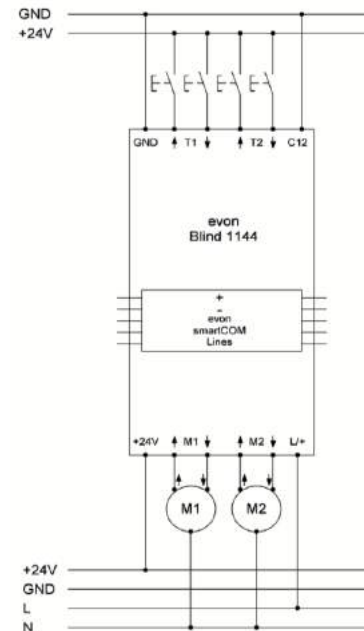 GND
+24V
GND ↑ T1 ↓ ↑ T2 ↓ C12
evon
Blind 1144
+
-
evon
smartCOM
Lines
+24V ↑ M1 ↓ ↑ M2 ↓ L/+
M1 M2
+24V
GND
L
N